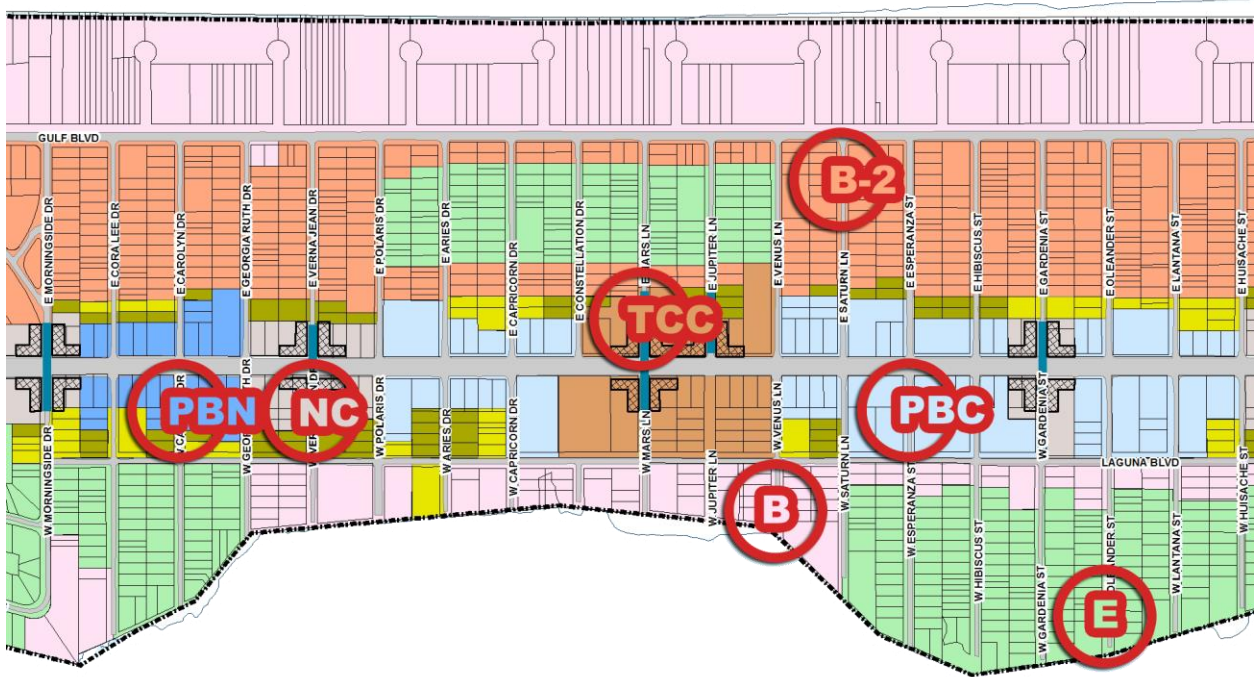 GULF BLVD
E MORNINGSIDE DR
E CORA LEE DR
E CAROLYN DR
E GEORGIA RUTH DR
E VERNA JEAN DR
E POLARIS DR
E ARIES DR
E CAPRICORN DR
E CONSTELLATION DR
E MARS LN
E JUPITER LN
E VENUS LN
E SATURN LN
E ESPERANZA ST
E HIBISCUS ST
E GARDENIA ST
E OLEANDER ST
E LANTANA ST
E HUISACHE ST
B-2
TCC
PBN
NC
PBC
B
E
W MORNINGSIDE DR
W POLARIS DR
W ARIES DR
W CAPRICORN DR
W MARS LN
W JUPITER LN
W VENUS LN
W SATURN LN
W ESPERANZA ST
W HIBISCUS ST
W GARDENIA ST
W GARDENIA ST
W LANTANA ST
W HUISACHE ST
LAGUNA BLVD